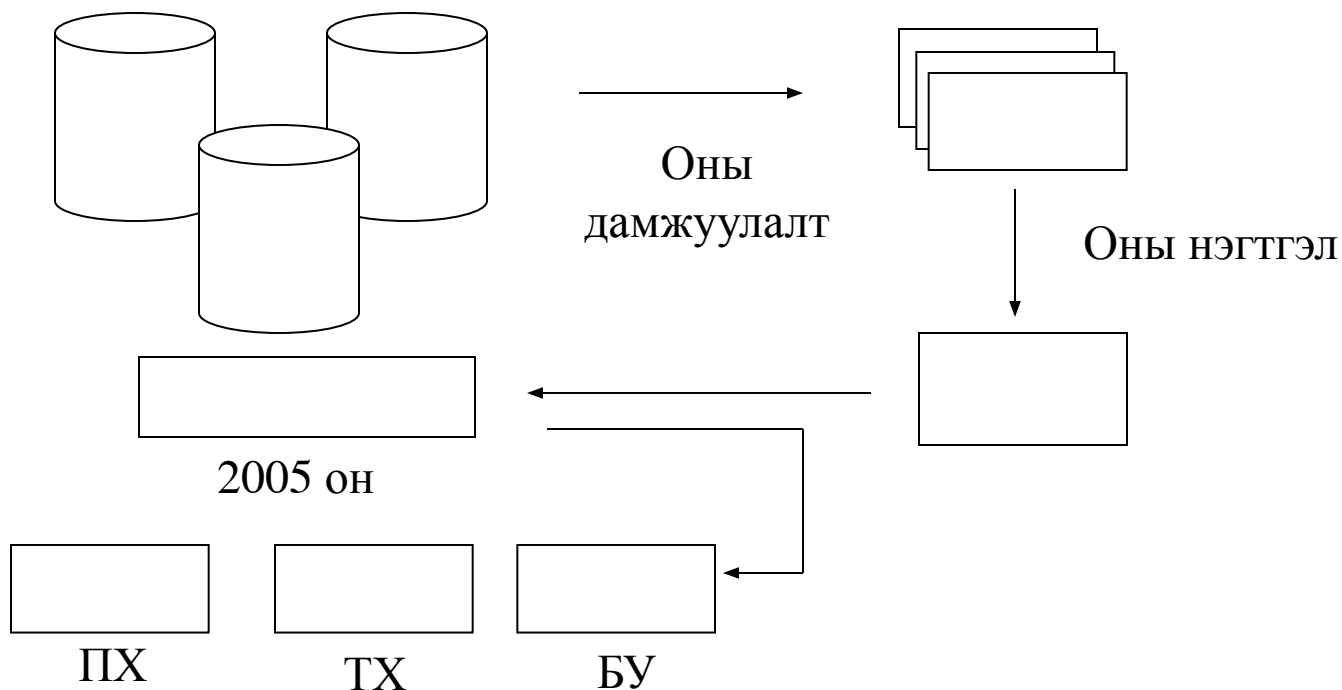 Оны
дамжуулалт
Оны нэгтгэл
2005 он
ПХ
ТХ
БУ